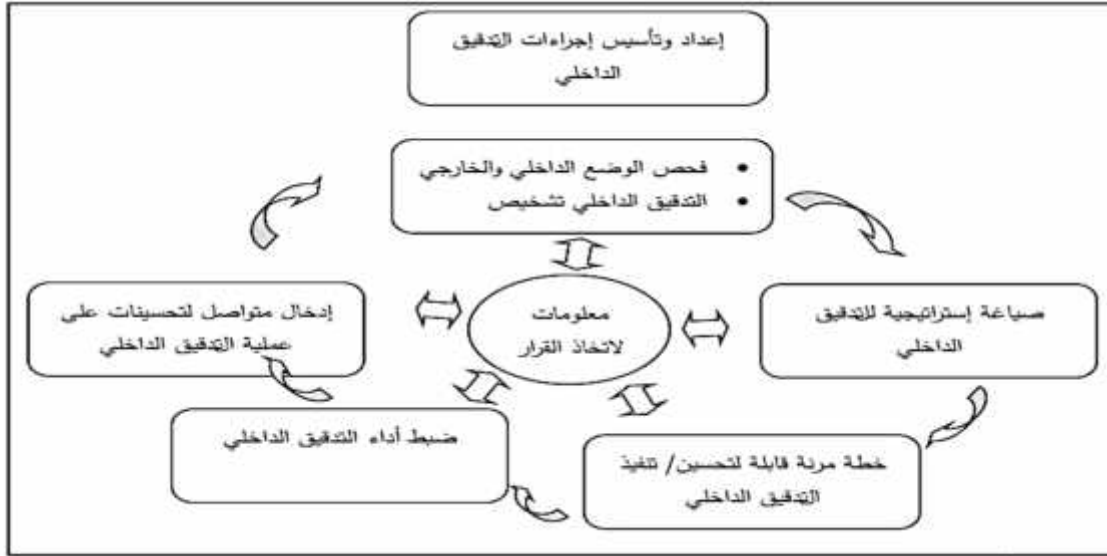 إعداد وتأسيس إجراءات التدقيق
الداخلي
• فحص الوضع الداخلي والخارجي
• التدقيق الداخلي تشخيص
صياغة إستراتيجية للتدقيق
الداخلي
خطة مرنة قابلة لتحسين/ تنفيذ
التدقيق الداخلي
ضبط أداء التدقيق الداخلي
إدخال متواصل لتحسينات على
عملية التدقيق الداخلي
معلومات
لاتخاذ القرار